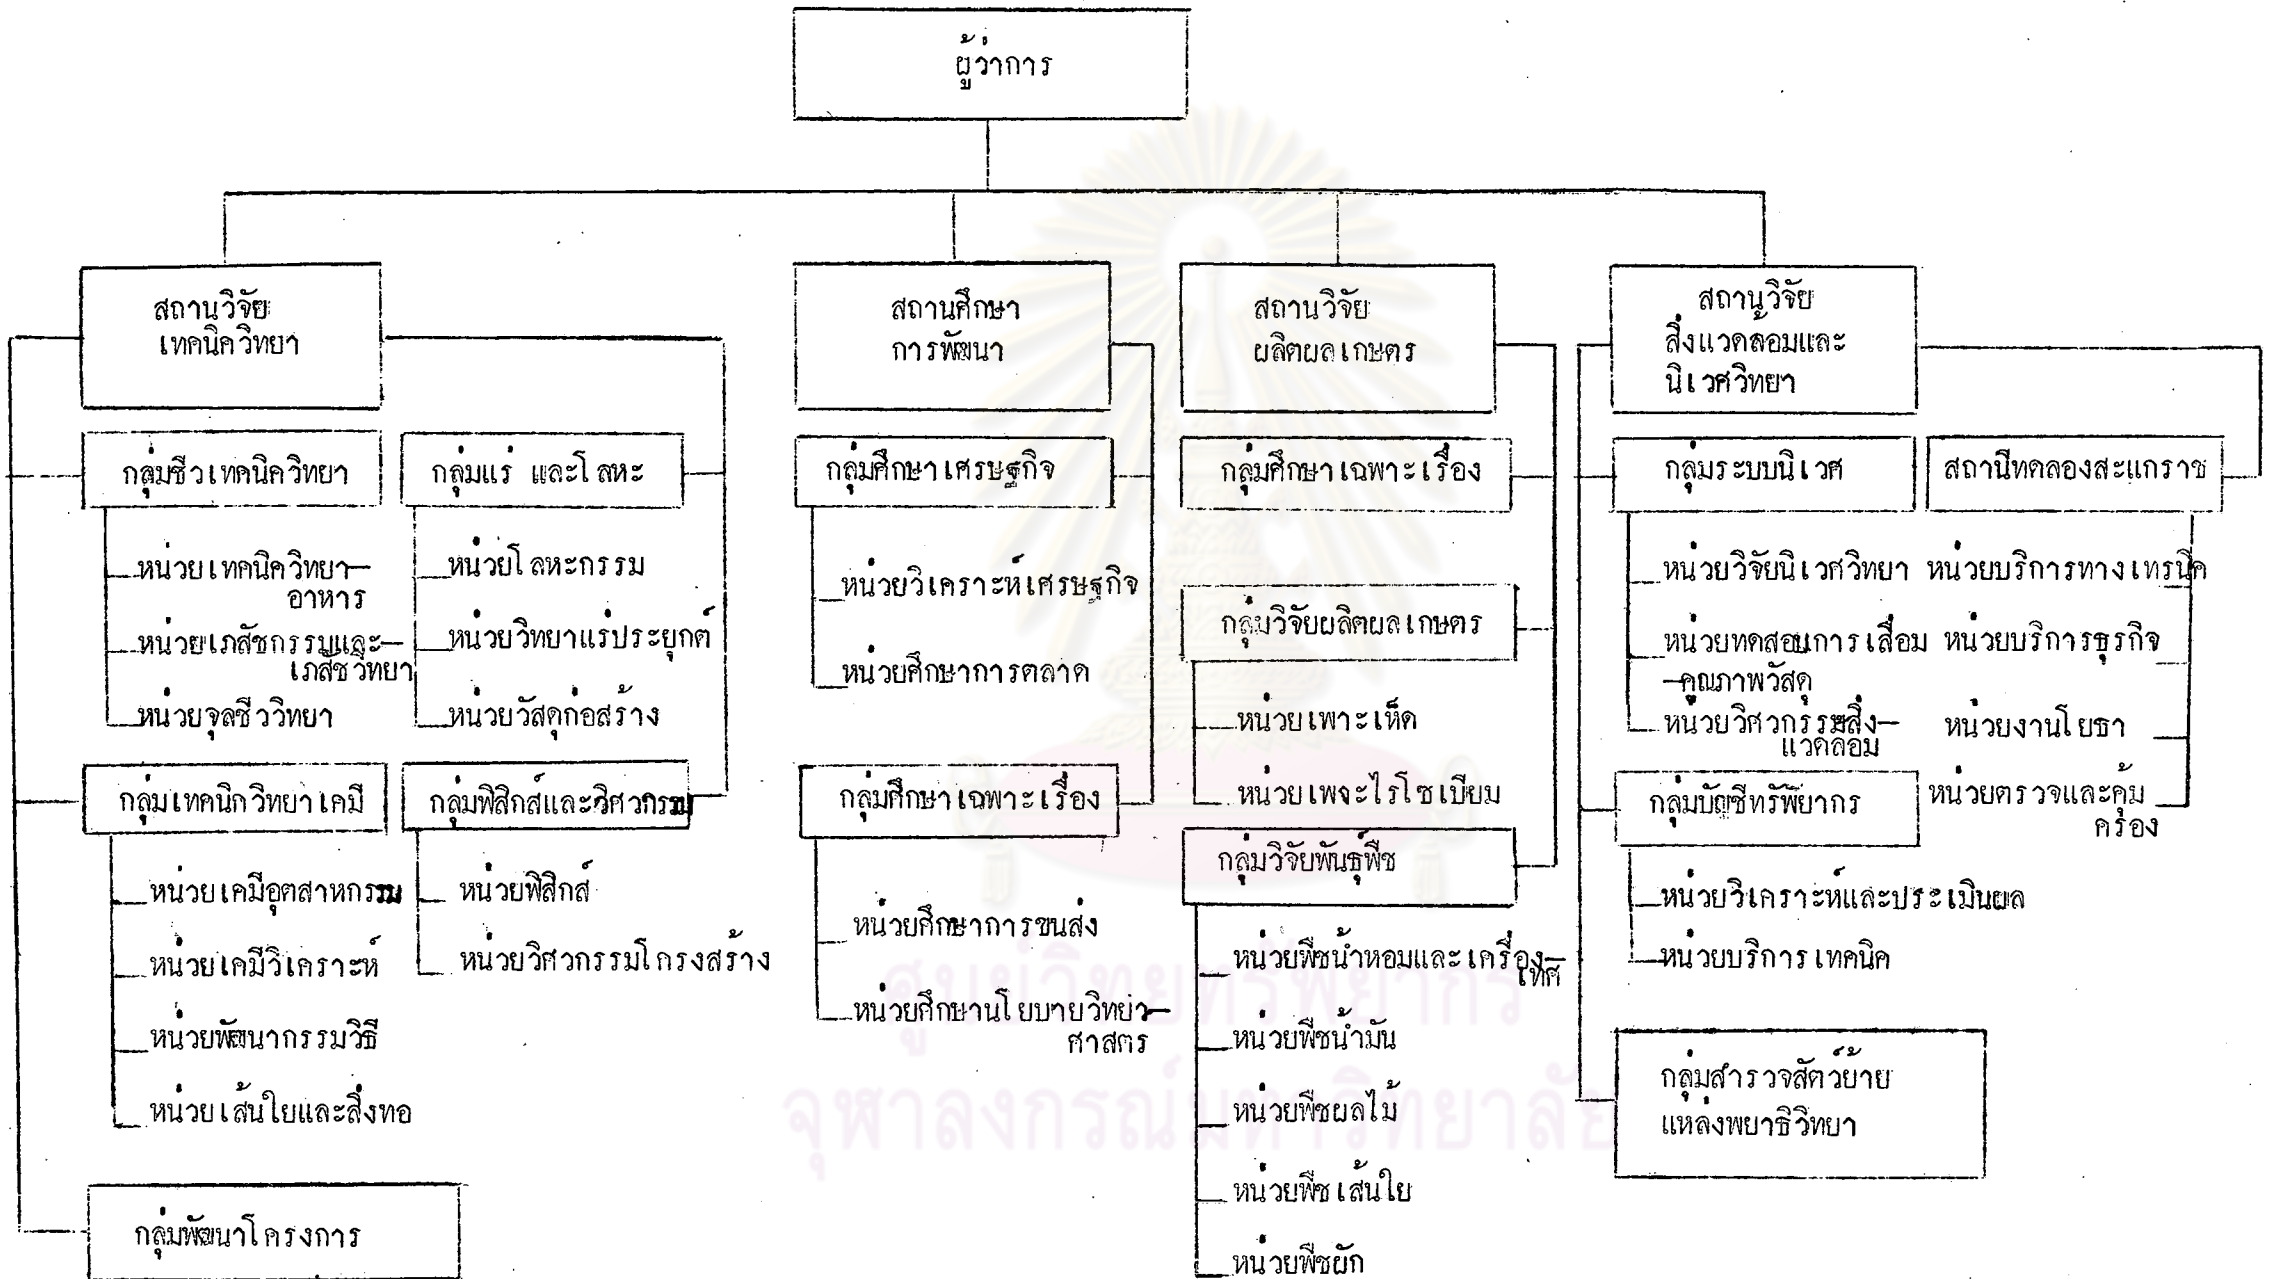 ผู้ว่าการ
สถานวิจัย
เทคนิควิทยา
กลุ่มชีวเทคนิควิทยา
หน่วยเทคนิควิทยา-
อาหาร
หน่วยเภสัชกรรมและ-
เภสัชวิทยา
หน่วยจุลชีววิทยา
กลุ่มแร่ และโลหะ
หน่วยโลหะกรรม
หน่วยวิทยาแร่ประยุกต์
หน่วยวัสดุก่อสร้าง
กลุ่มเทคนิควิทยาเคมี
หน่วยเคมีอุตสาหกรรม
หน่วยเคมีวิเคราะห์
หน่วยพัฒนากรรมวิธี
หน่วยเส้นใยและสิ่งทอ
กลุ่มฟิสิกส์และวิศวกรรม
หน่วยฟิสิกส์
หน่วยวิศวกรรมโครงสร้าง
กลุ่มพัฒนาโครงการ
สถานศึกษา
การพัฒนา
กลุ่มศึกษาเศรษฐกิจ
หน่วยวิเคราะห์เศรษฐกิจ
หน่วยศึกษาการตลาด
กลุ่มศึกษาเฉพาะเรื่อง
หน่วยศึกษาการขนส่ง
หน่วยศึกษานโยบายวิทยา-
ศาสตร
สถานวิจัย
ผลิตผลเกษตร
กลุ่มศึกษาเฉพาะเรื่อง
กลุ่มวิจัยผลิตผลเกษตร
หน่วยเพาะเห็ด
หน่วยเพจะไรโซเบียม
กลุ่มวิจัยพันธุ์พืช
หน่วยพืชน้ำหอมและเครื่อง-
เทศ
หน่วยพืชน้ำมัน
หน่วยพืชผลไม้
หน่วยพืชเส้นใย
หน่วยพืชผัก
สถานวิจัย
สิ่งแวดล้อมและ
นิเวศวิทยา
กลุ่มระบบนิเวศ
หน่วยวิจัยนิเวศวิทยา
หน่วยทดสอบการเสื่อม
-คุณภาพวัสดุ
หน่วยวิศวกรรมสิ่ง-
แวดล้อม
สถานีทดลองสะแกราช
หน่วยบริการทางเทรนิค
หน่วยบริการธุรกิจ
หน่วยงานโยธา
หน่วยตรวจและคุ้ม
ครอง
กลุ่มบัญชีทรัพยากร
หน่วยวิเคราะห์และประเมินผล
หน่วยบริการเทคนิค
กลุ่มสำรวจสัตว์ย้าย
แหล่งพยาธิวิทยา
ศูนย์วิทยทรัพยากร
จุฬาลงกรณ์มหาวิทยาลัย